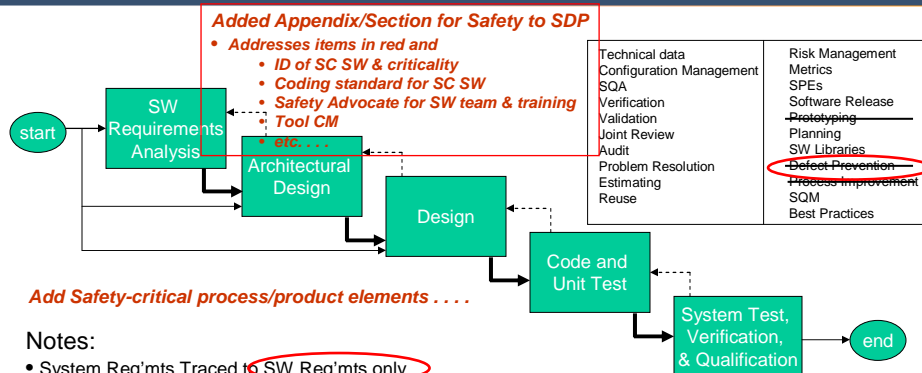 Added Appendix/Section for Safety to SDP
• Addresses items in red and
• ID of SC SW & criticality
• Coding standard for SC SW
• Safety Advocate for SW team & training
• Tool CM
• etc. . . .
Technical data
Configuration Management
SQA
Verification
Validation
Joint Review
Audit
Problem Resolution
Estimating
Reuse
Risk Management
Metrics
SPEs
Software Release
Prototyping
Planning
SW Libraries
Defect Prevention
Process Improvement
SQM
Best Practices
start
SW
Requirements
Analysis
Architectural
Design
Design
Code and
Unit Test
System Test,
Verification,
& Qualification
end
Add Safety-critical process/product elements . . . .
Notes:
• System Req'mts Traced to SW Req'mts only